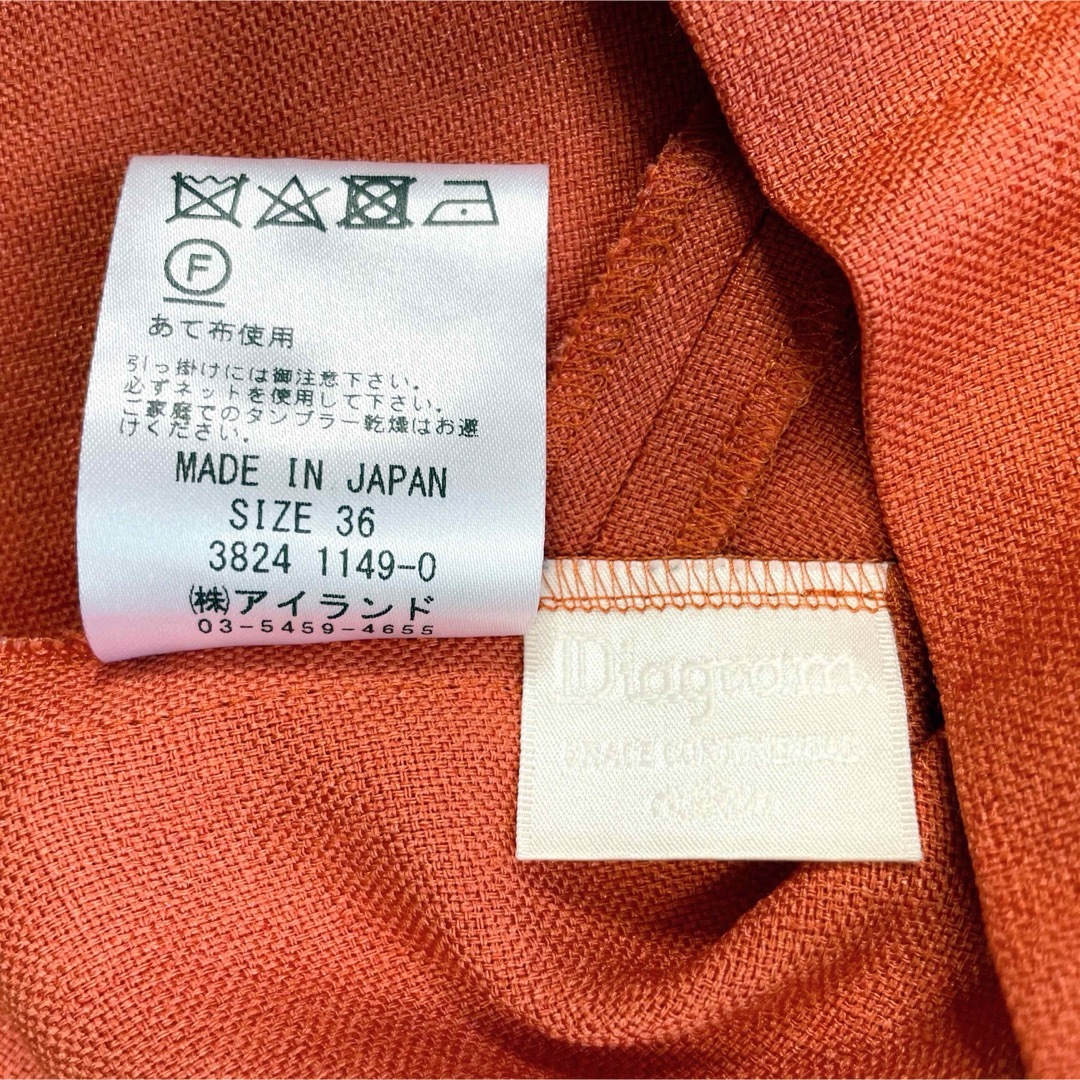 F
あて布使用
引っ掛けには御注意下さい。
必ずネットを使用して下さい。
ご家庭でのタンブラー乾燥はお避
けください。
MADE IN JAPAN
SIZE 36
3824 1149-0
㈱アイランド
03-5459-4655
Diagram